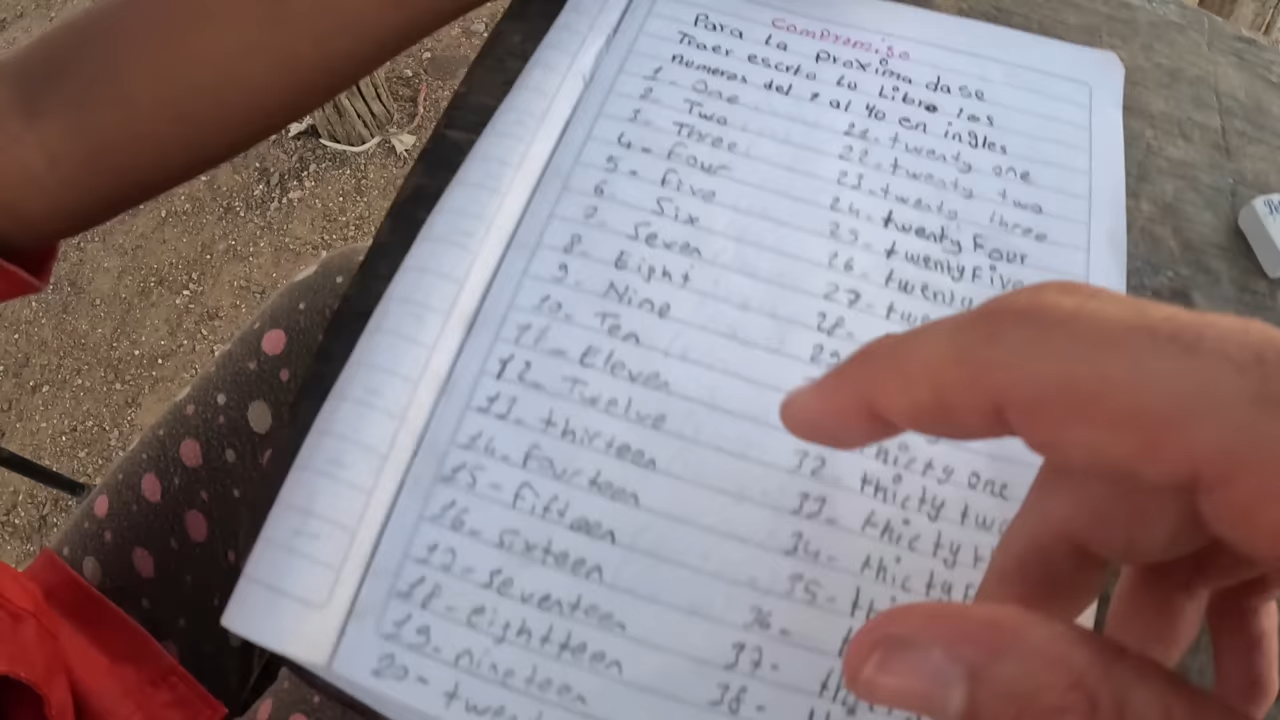 Compromiso
Para la proxima clase
Traer escrito lo Libro los
numeros del 1 al 40 en ingles
1- One
2- Two
3- Three
4- Four
5- Five
6- Six
7- Seven
8- Eight
9- Nine
10- Ten
11- Eleven
12- Twelve
13- thirteen
14- Fourteen
15- Fifteen
16- sixteen
17- seventeen
18- eightteen
19- nineteen
20-
21- twenty one
22- twenty two
23- twenty three
24- twenty Four
25- twenty Five
26-
27-
28-
29
32 thirty two
33-
34-
35-
36-
37-
38-